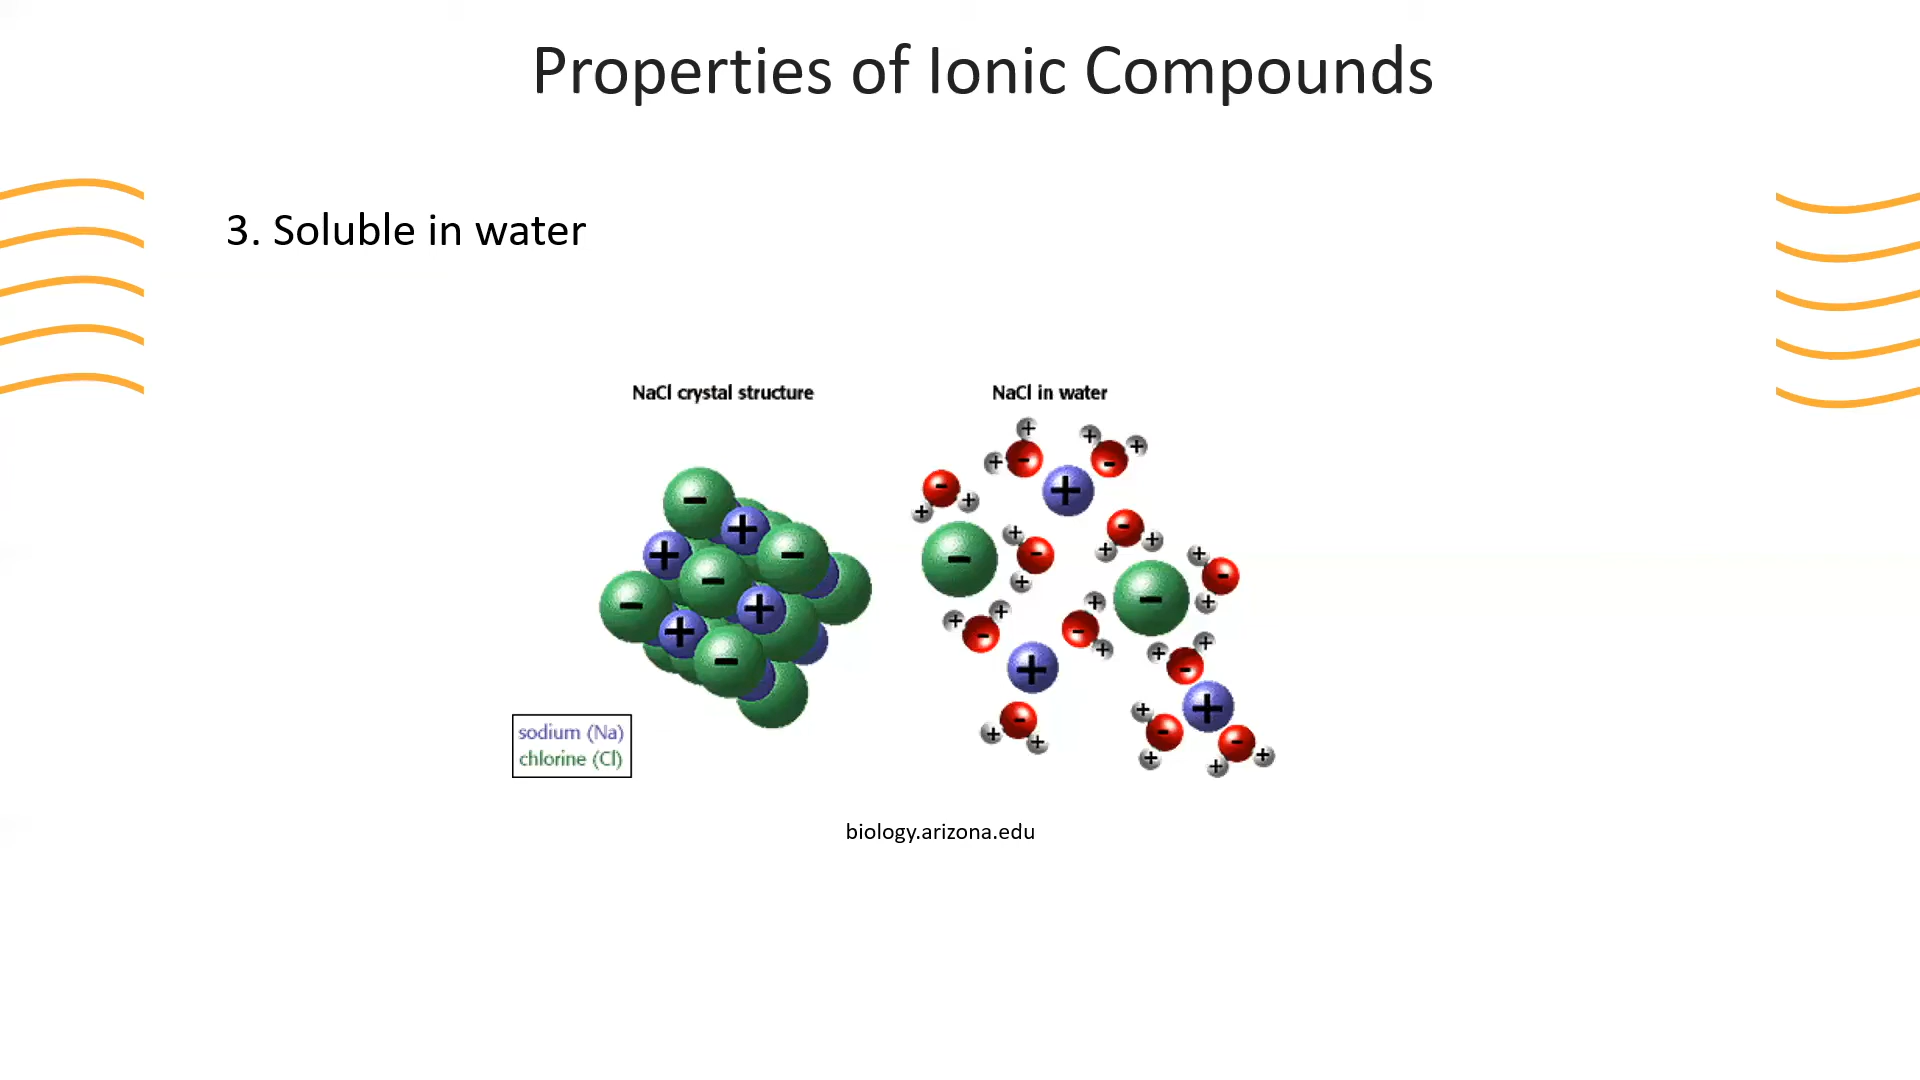 Properties of Ionic Compounds
3. Soluble in water
NaCl crystal structure
NaCl in water
sodium (Na)
chlorine (Cl)
biology.arizona.edu